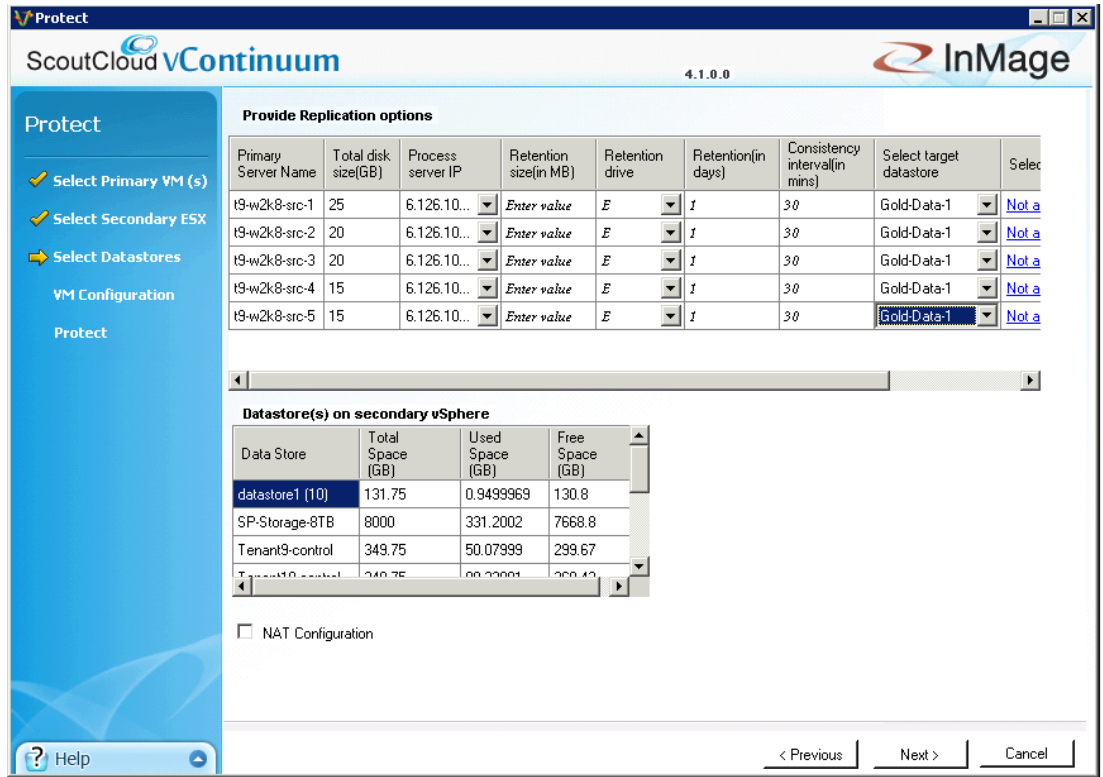 Protect
ScoutCloud vContinuum
4.1.0.0
InMage
Protect
Select Primary VM (s)
Select Secondary ESX
Select Datastores
VM Configuration
Protect
Provide Replication options
Primary Server Name Total disk size(GB) Process server IP Retention size(in MB) Retention drive Retention(in days) Consistency interval(in mins) Select target datastore Selec
t9-w2k8-src-1 25 6.126.10... Enter value E 1 30 Gold-Data-1 Not a
t9-w2k8-src-2 20 6.126.10... Enter value E 1 30 Gold-Data-1 Not a
t9-w2k8-src-3 20 6.126.10... Enter value E 1 30 Gold-Data-1 Not a
t9-w2k8-src-4 15 6.126.10... Enter value E 1 30 Gold-Data-1 Not a
t9-w2k8-src-5 15 6.126.10... Enter value E 1 30 Gold-Data-1 Not a
Datastore(s) on secondary vSphere
Data Store Total Space (GB) Used Space (GB) Free Space (GB)
datastore1 (10) 131.75 0.9499969 130.8
SP-Storage-8TB 8000 331.2002 7668.8
Tenant9-control 349.75 50.07999 299.67
NAT Configuration
? Help
< Previous Next > Cancel